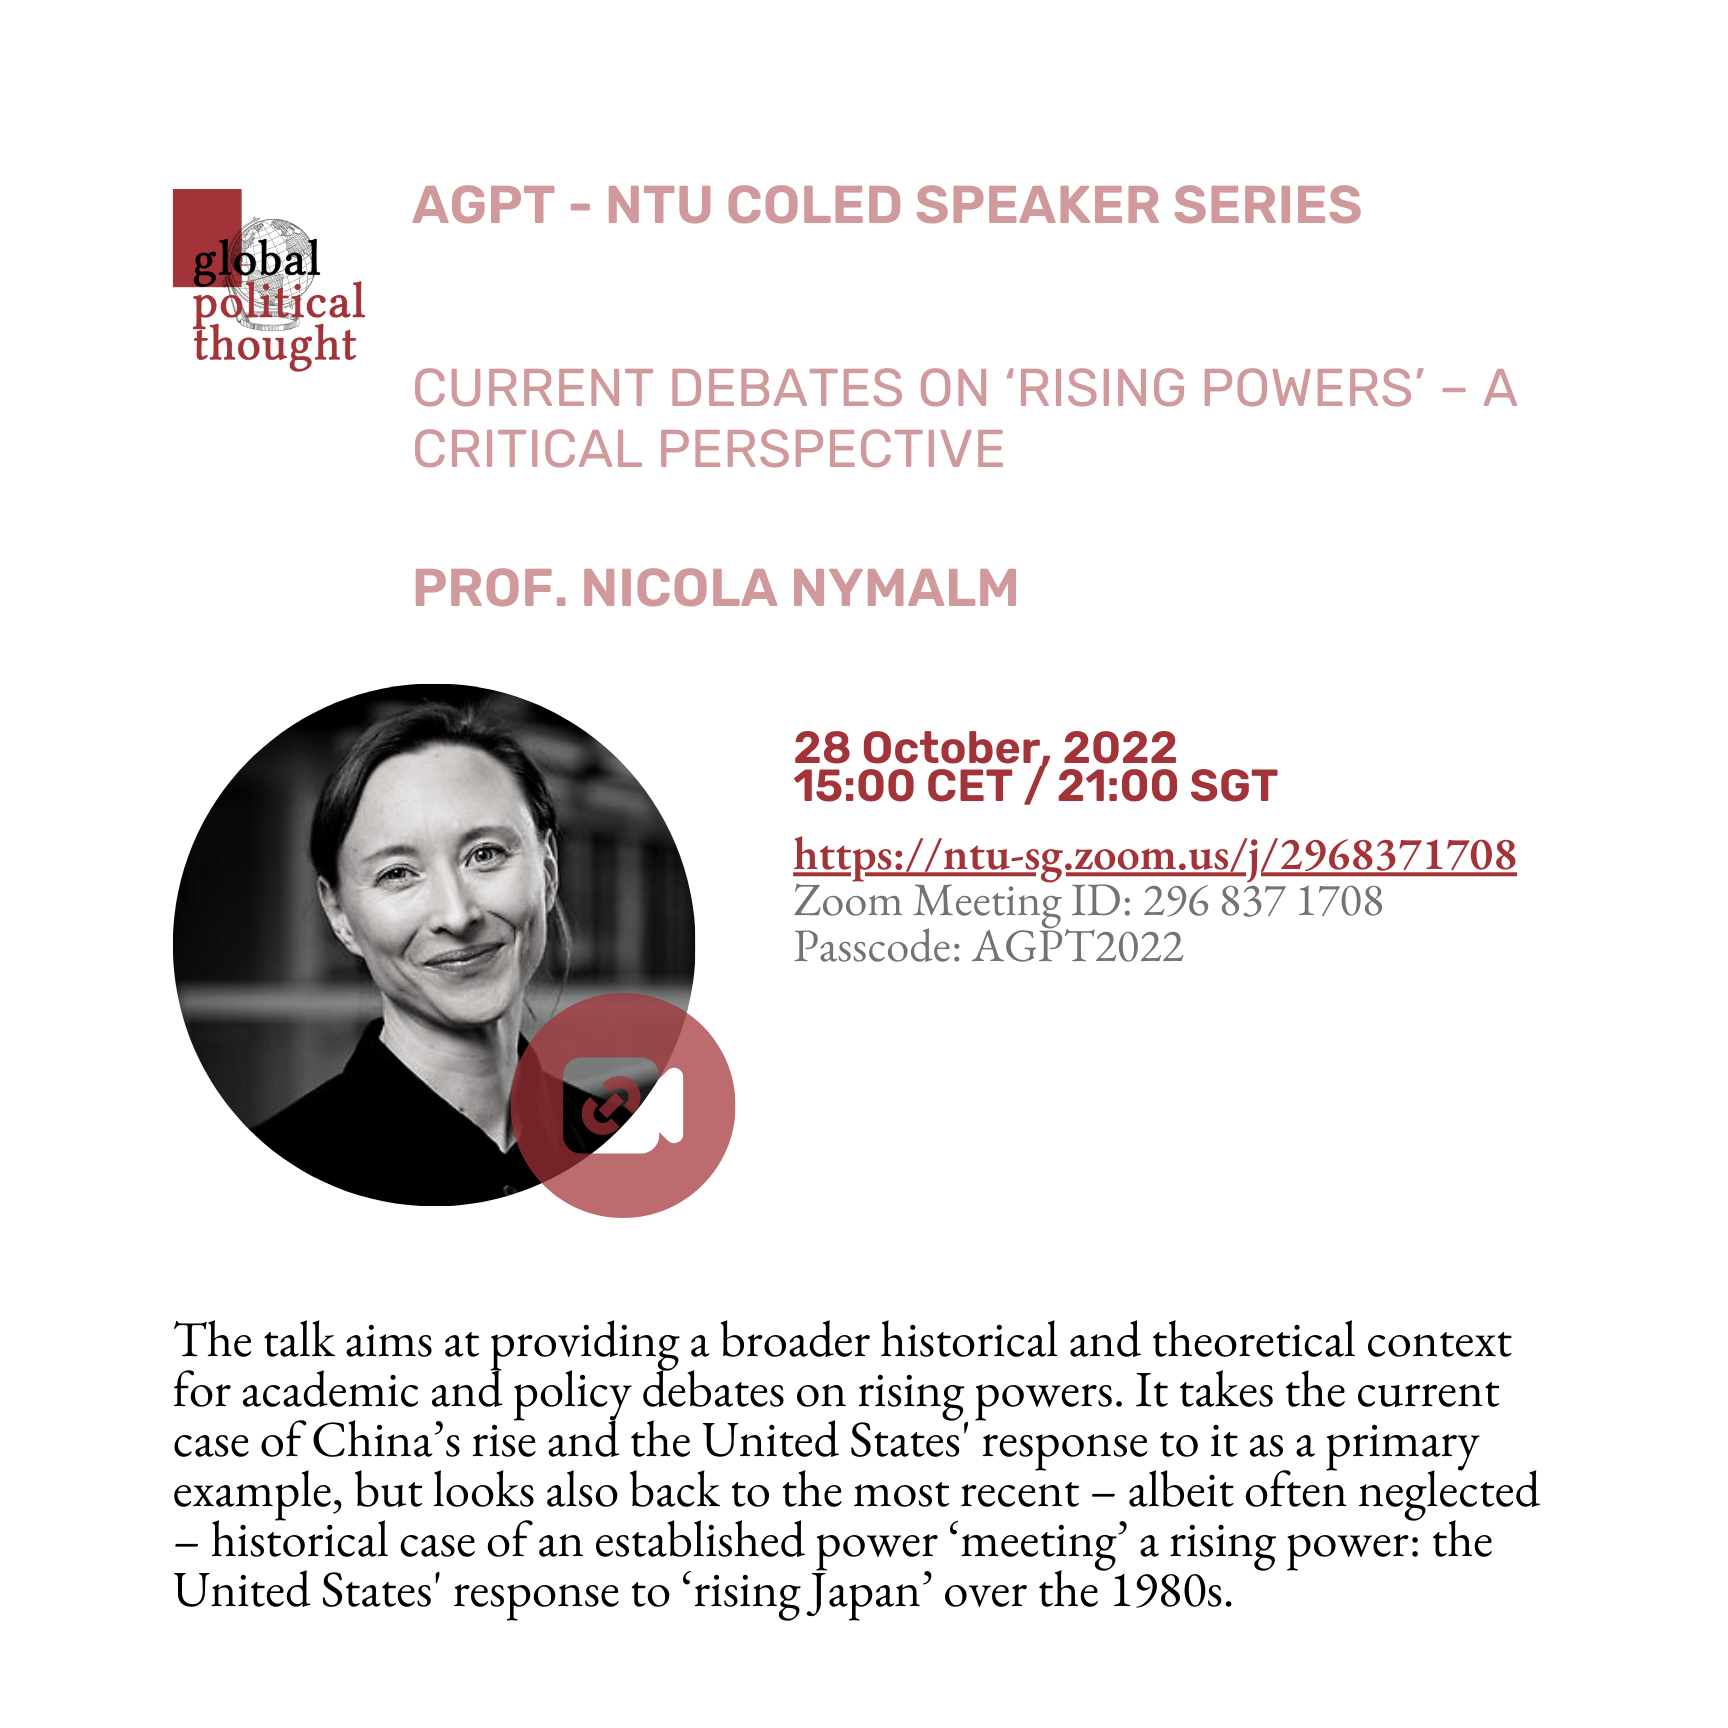 AGPT - NTU COLED SPEAKER SERIES
global
political
thought
CURRENT DEBATES ON ‘RISING POWERS’ – A
CRITICAL PERSPECTIVE
PROF. NICOLA NYMALM
28 October, 2022
15:00 CET / 21:00 SGT
https://ntu-sg.zoom.us/j/2968371708
Zoom Meeting ID: 296 837 1708
Passcode: AGPT2022
The talk aims at providing a broader historical and theoretical context
for academic and policy debates on rising powers. It takes the current
case of China’s rise and the United States' response to it as a primary
example, but looks also back to the most recent – albeit often neglected
– historical case of an established power ‘meeting’ a rising power: the
United States' response to ‘rising Japan’ over the 1980s.